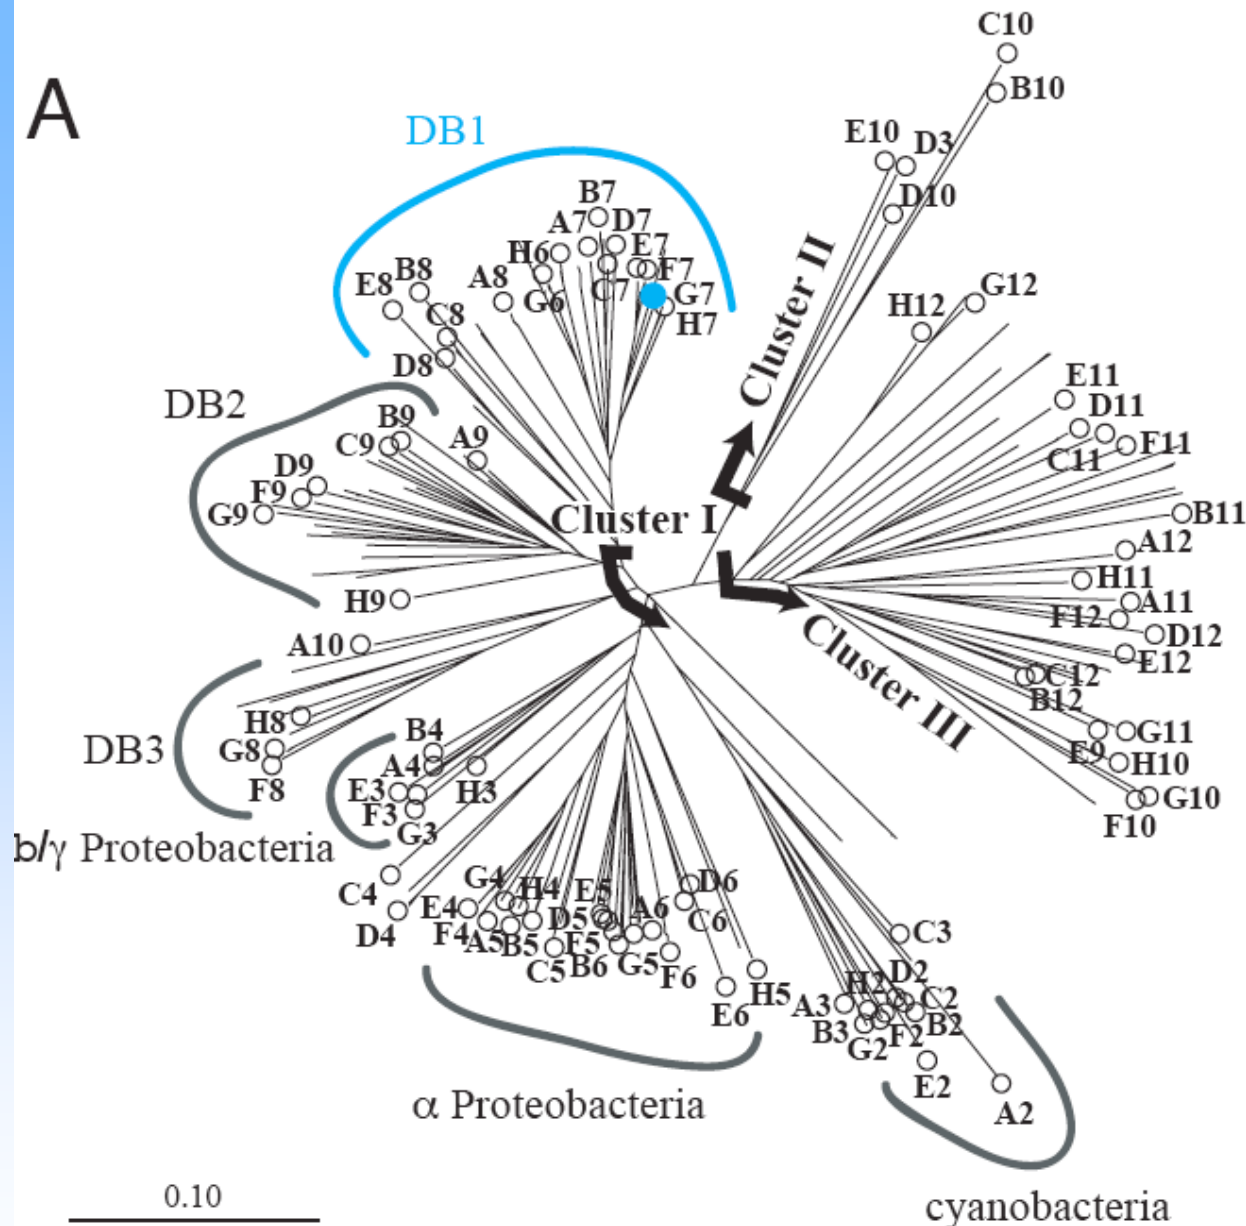 A
C10
B10
DB1
E10
D3
D10
B7
A7
D7
H6
E7
F7
B8
E8
A8
G6
C7
G7
H7
C8
D8
G12
H12
Cluster II
DB2
B9
C9
A9
D9
F9
G9
E11
D11
F11
C11
B11
Cluster I
A12
H11
A11
F12
D12
E12
H9
A10
C12
B12
Cluster III
H8
G8
F8
DB3
B4
A4
E3
F3
G3
H3
G11
E9
H10
G10
F10
b/γ Proteobacteria
C4
D4
G4
H4
E4
F4
A5
B5
D5
E5
F5
C5
B6
G5
A6
F6
D6
C6
E6
H5
C3
H2
D2
C2
A3
B3
G2
F2
B2
E2
A2
α Proteobacteria
0.10
cyanobacteria